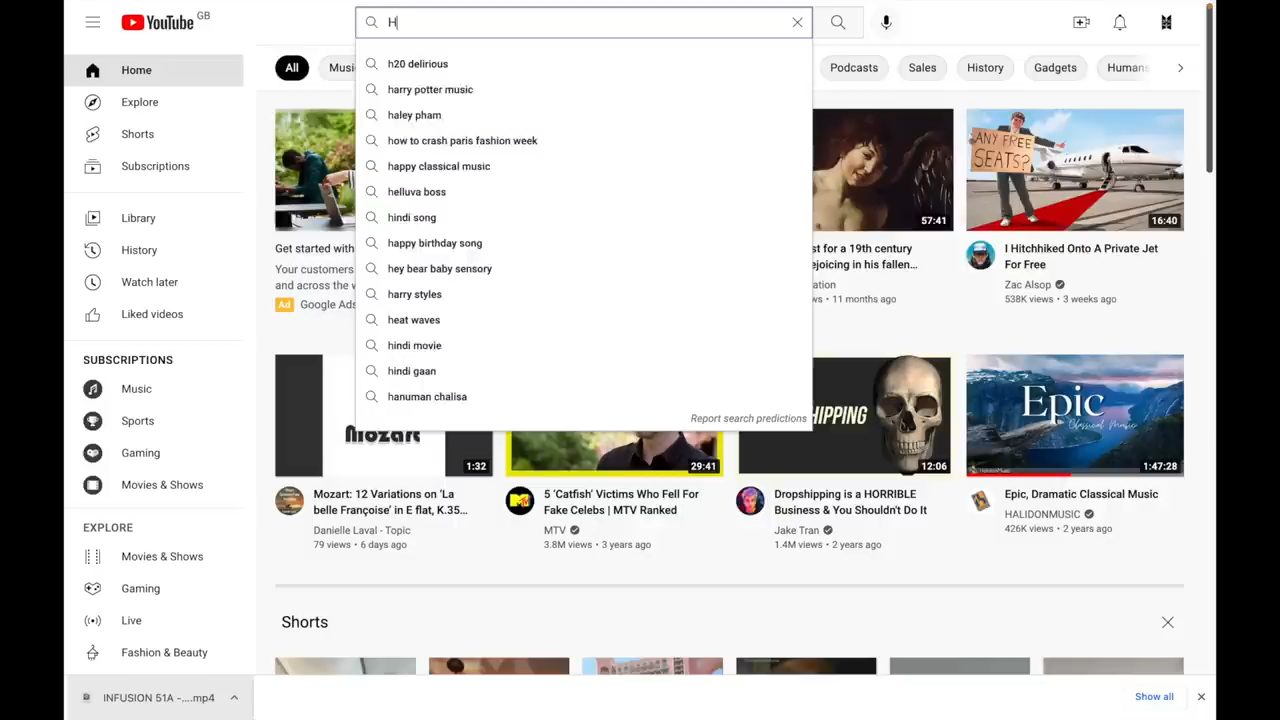 YouTube GB
H
Home
Explore
Shorts
Subscriptions
Library
History
Watch later
Liked videos
SUBSCRIPTIONS
Music
Sports
Gaming
Movies & Shows
EXPLORE
Movies & Shows
Gaming
Live
Fashion & Beauty
All
Musi
Podcasts
Sales
History
Gadgets
Humans
h20 delirious
harry potter music
haley pham
how to crash paris fashion week
happy classical music
helluva boss
hindi song
happy birthday song
hey bear baby sensory
harry styles
heat waves
hindi movie
hindi gaan
hanuman chalisa
Report search predictions
Get started with
Your customers
and across the w
Ad Google Ads
57:41
st for a 19th century
ejoicing in his fallen...
ation
ws • 11 months ago
ANY FREE
SEATS?
16:40
I Hitchhiked Onto A Private Jet
For Free
Zac Alsop
538K views • 3 weeks ago
Mozart
1:32
Mozart: 12 Variations on 'La
belle Françoise' in E flat, K.35...
Danielle Laval - Topic
79 views • 6 days ago
29:41
5 'Catfish' Victims Who Fell For
Fake Celebs | MTV Ranked
MTV
3.8M views • 3 years ago
HIPPING
12:06
Dropshipping is a HORRIBLE
Business & You Shouldn't Do It
Jake Tran
1.4M views • 2 years ago
Epic
Classical Music
1:47:28
Epic, Dramatic Classical Music
HALIDONMUSIC
426K views • 2 years ago
Shorts
INFUSION 51A -....mp4
Show all